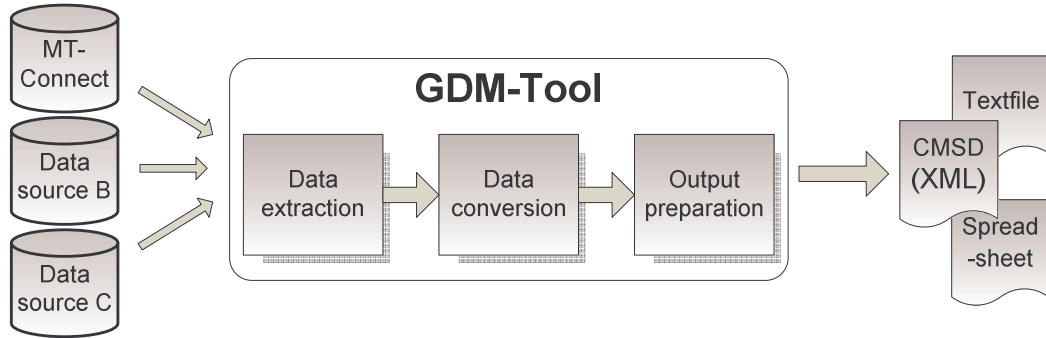 MT-
Connect
Data
source B
Data
source C
GDM-Tool
Data
extraction
Data
conversion
Output
preparation
Textfile
CMSD
(XML)
Spread
-sheet